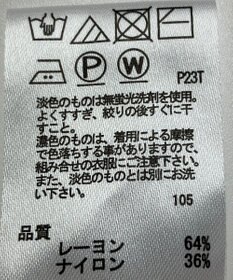 P W
P23T
淡色のものは無蛍光洗剤を使用。
よくすすぎ、絞りの後すぐに干
すこと。
濃色のものは、着用による摩擦
で色落ちする事がありますので、
組み合せの衣服にご注意下さい。
また、淡色のものとは別にお洗
い下さい。
105
品質
レーヨン 64%
ナイロン 36%